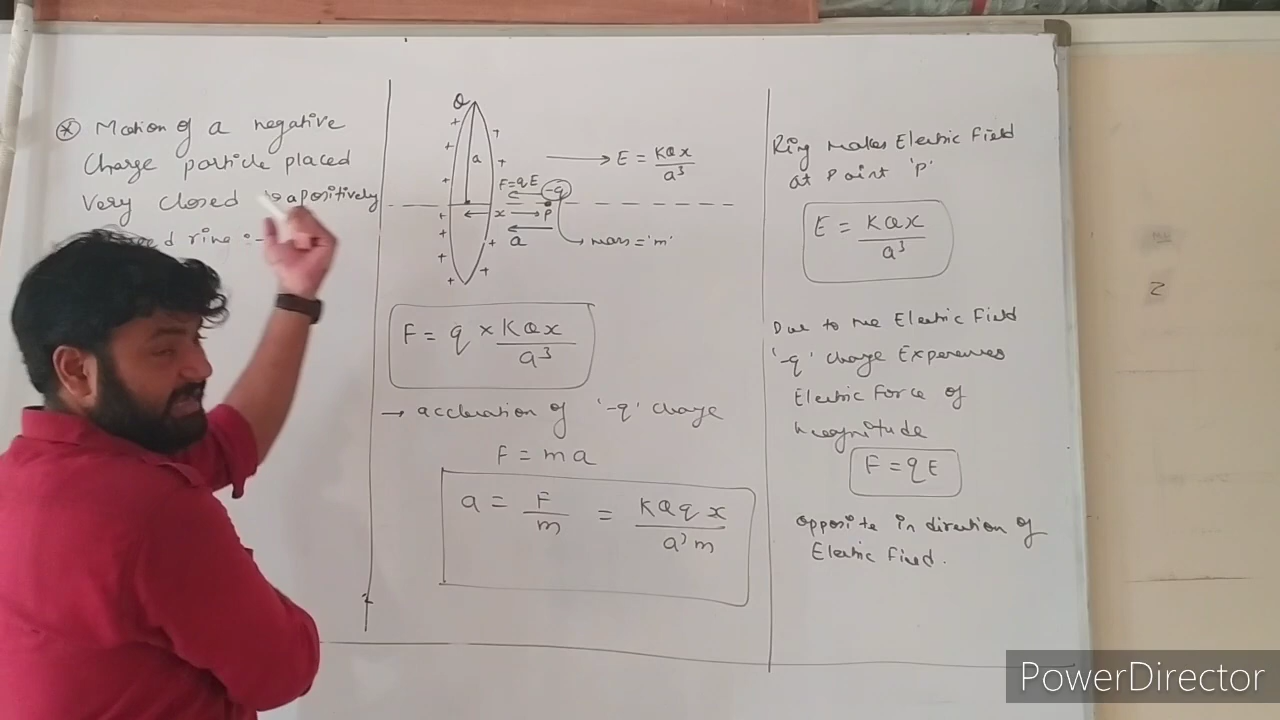 * Motion of a negative
Charge particle placed
Very closed to a positively
ring :-
Q
a
F=qE
-q
x
P
a
mass = 'm'
E = KQx/a³
F = q × KQx/a³
→ accleration of '-q' charge
F = ma
a = F/m = KQqx/a³m
Ring makes Electric Field
at point 'P'
E = KQx/a³
Due to the Electric Field
'-q' charge Experiences
Electric Force of
magnitude
F = qE
opposite in direction of
Electric Field.
PowerDirector